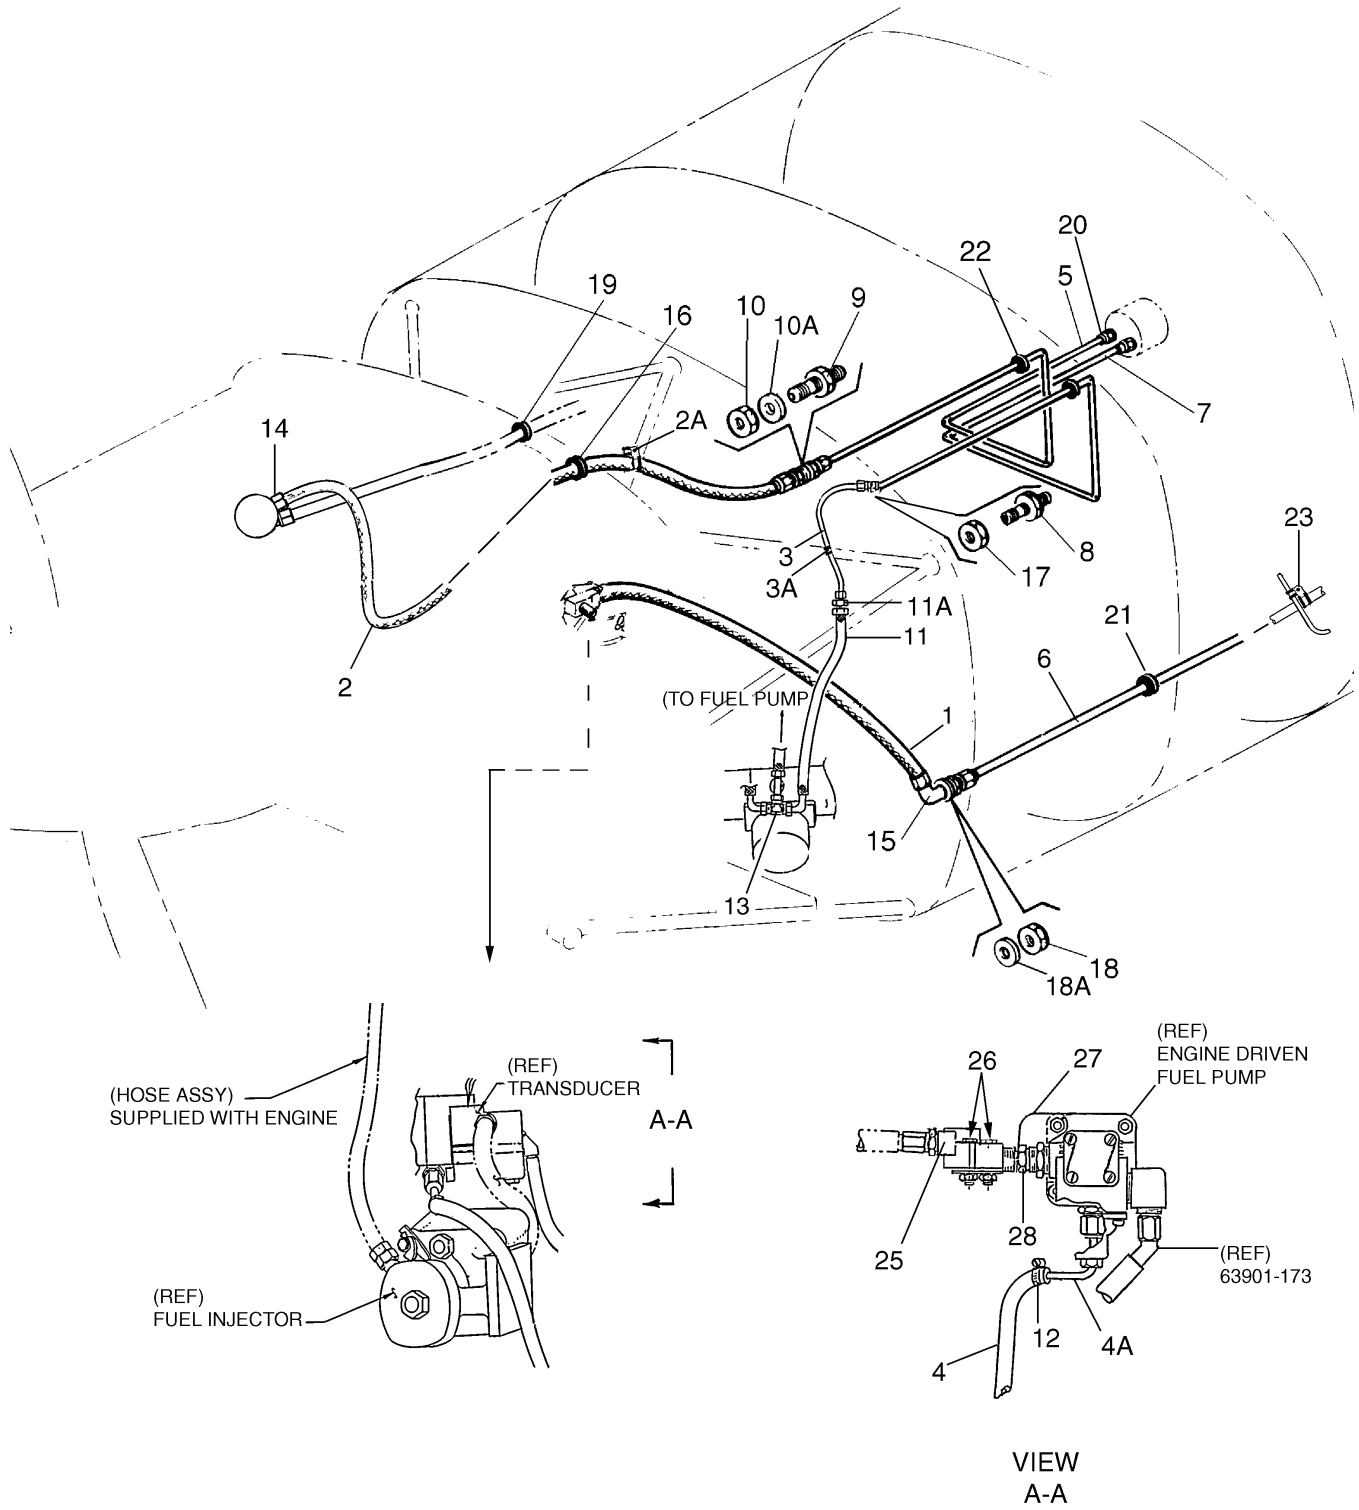 20
22
5
19
9
10
16
10A
7
2A
14
23
3
8
17
3A
11A
21
11
6
2
(TO FUEL PUMP
1
15
13
18
18A
(REF)
ENGINE DRIVEN
FUEL PUMP
26
27
(REF)
TRANSDUCER
(HOSE ASSY)
SUPPLIED WITH ENGINE
A-A
28
25
(REF)
63901-173
(REF)
FUEL INJECTOR
12
4A
4
VIEW
A-A